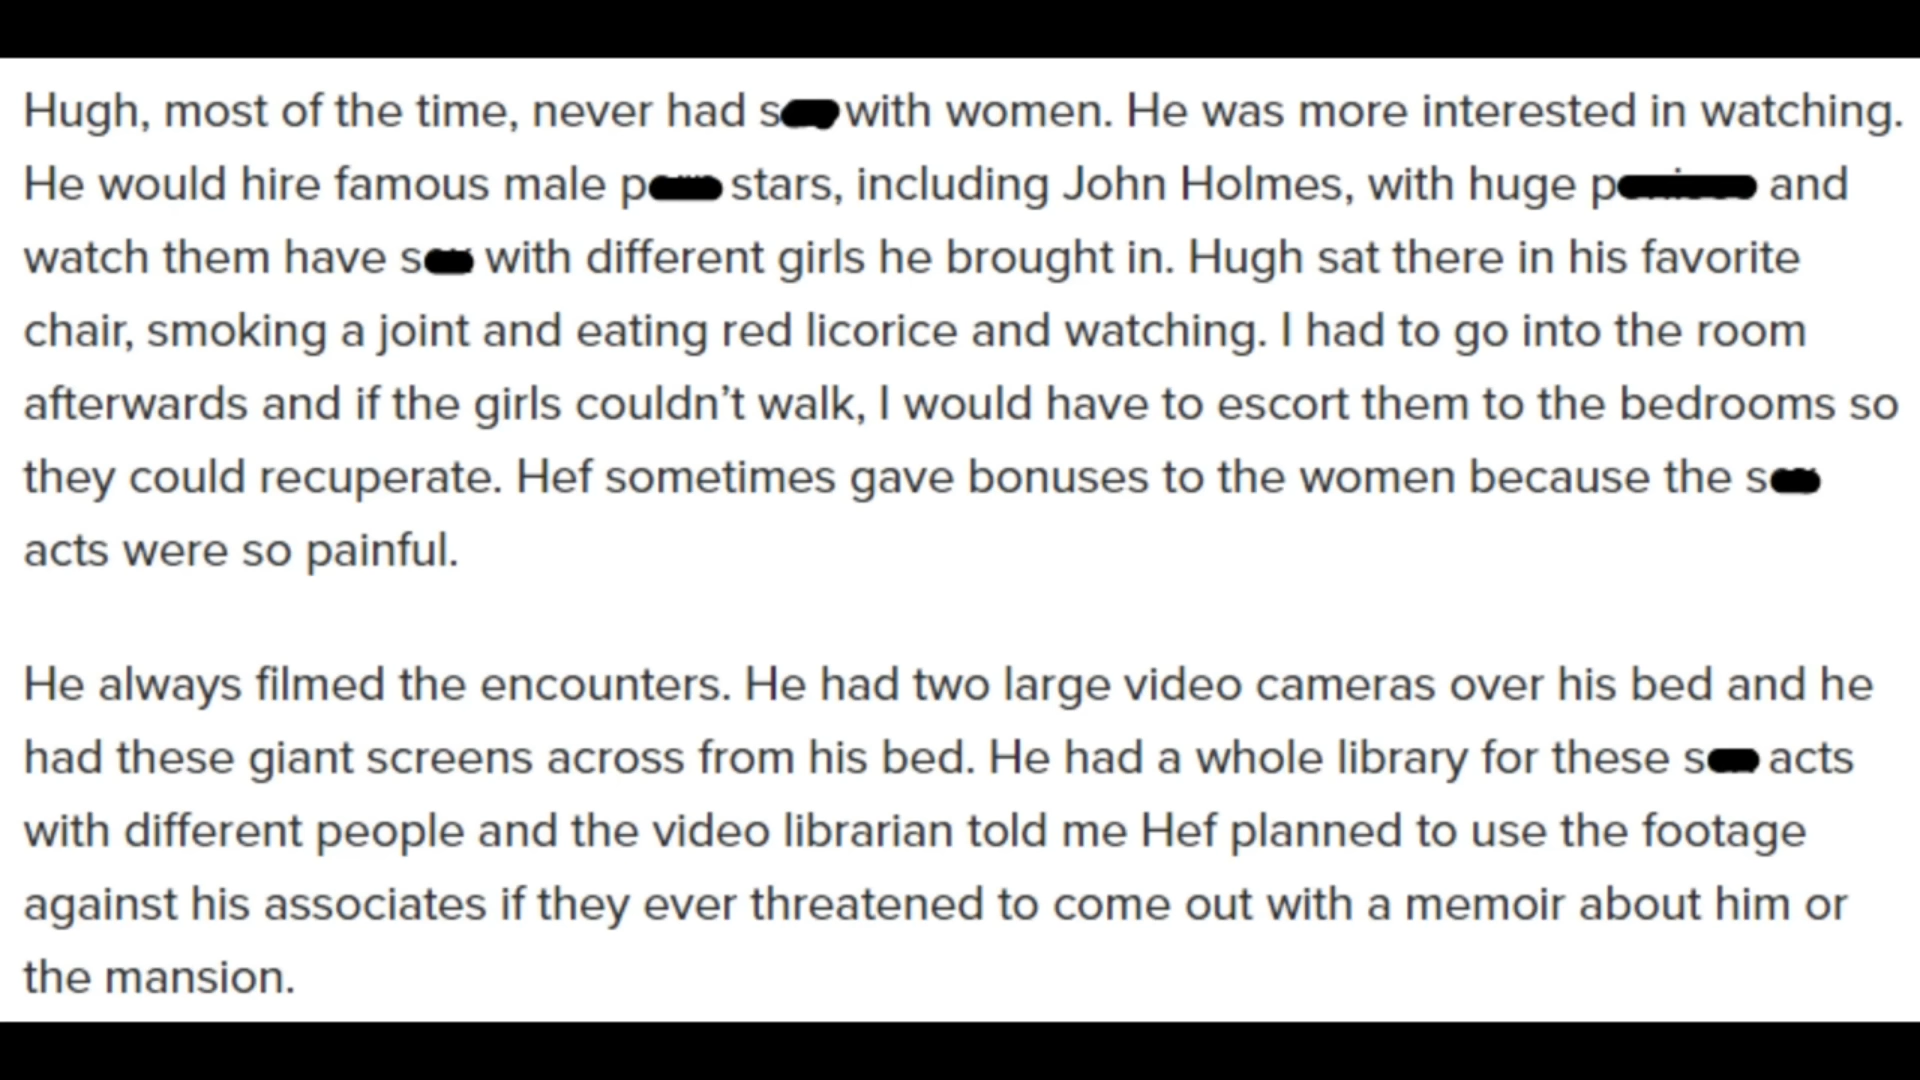 Hugh, most of the time, never had s with women. He was more interested in watching.
He would hire famous male p stars, including John Holmes, with huge p and
watch them have s with different girls he brought in. Hugh sat there in his favorite
chair, smoking a joint and eating red licorice and watching. I had to go into the room
afterwards and if the girls couldn’t walk, I would have to escort them to the bedrooms so
they could recuperate. Hef sometimes gave bonuses to the women because the s
acts were so painful.
He always filmed the encounters. He had two large video cameras over his bed and he
had these giant screens across from his bed. He had a whole library for these s acts
with different people and the video librarian told me Hef planned to use the footage
against his associates if they ever threatened to come out with a memoir about him or
the mansion.